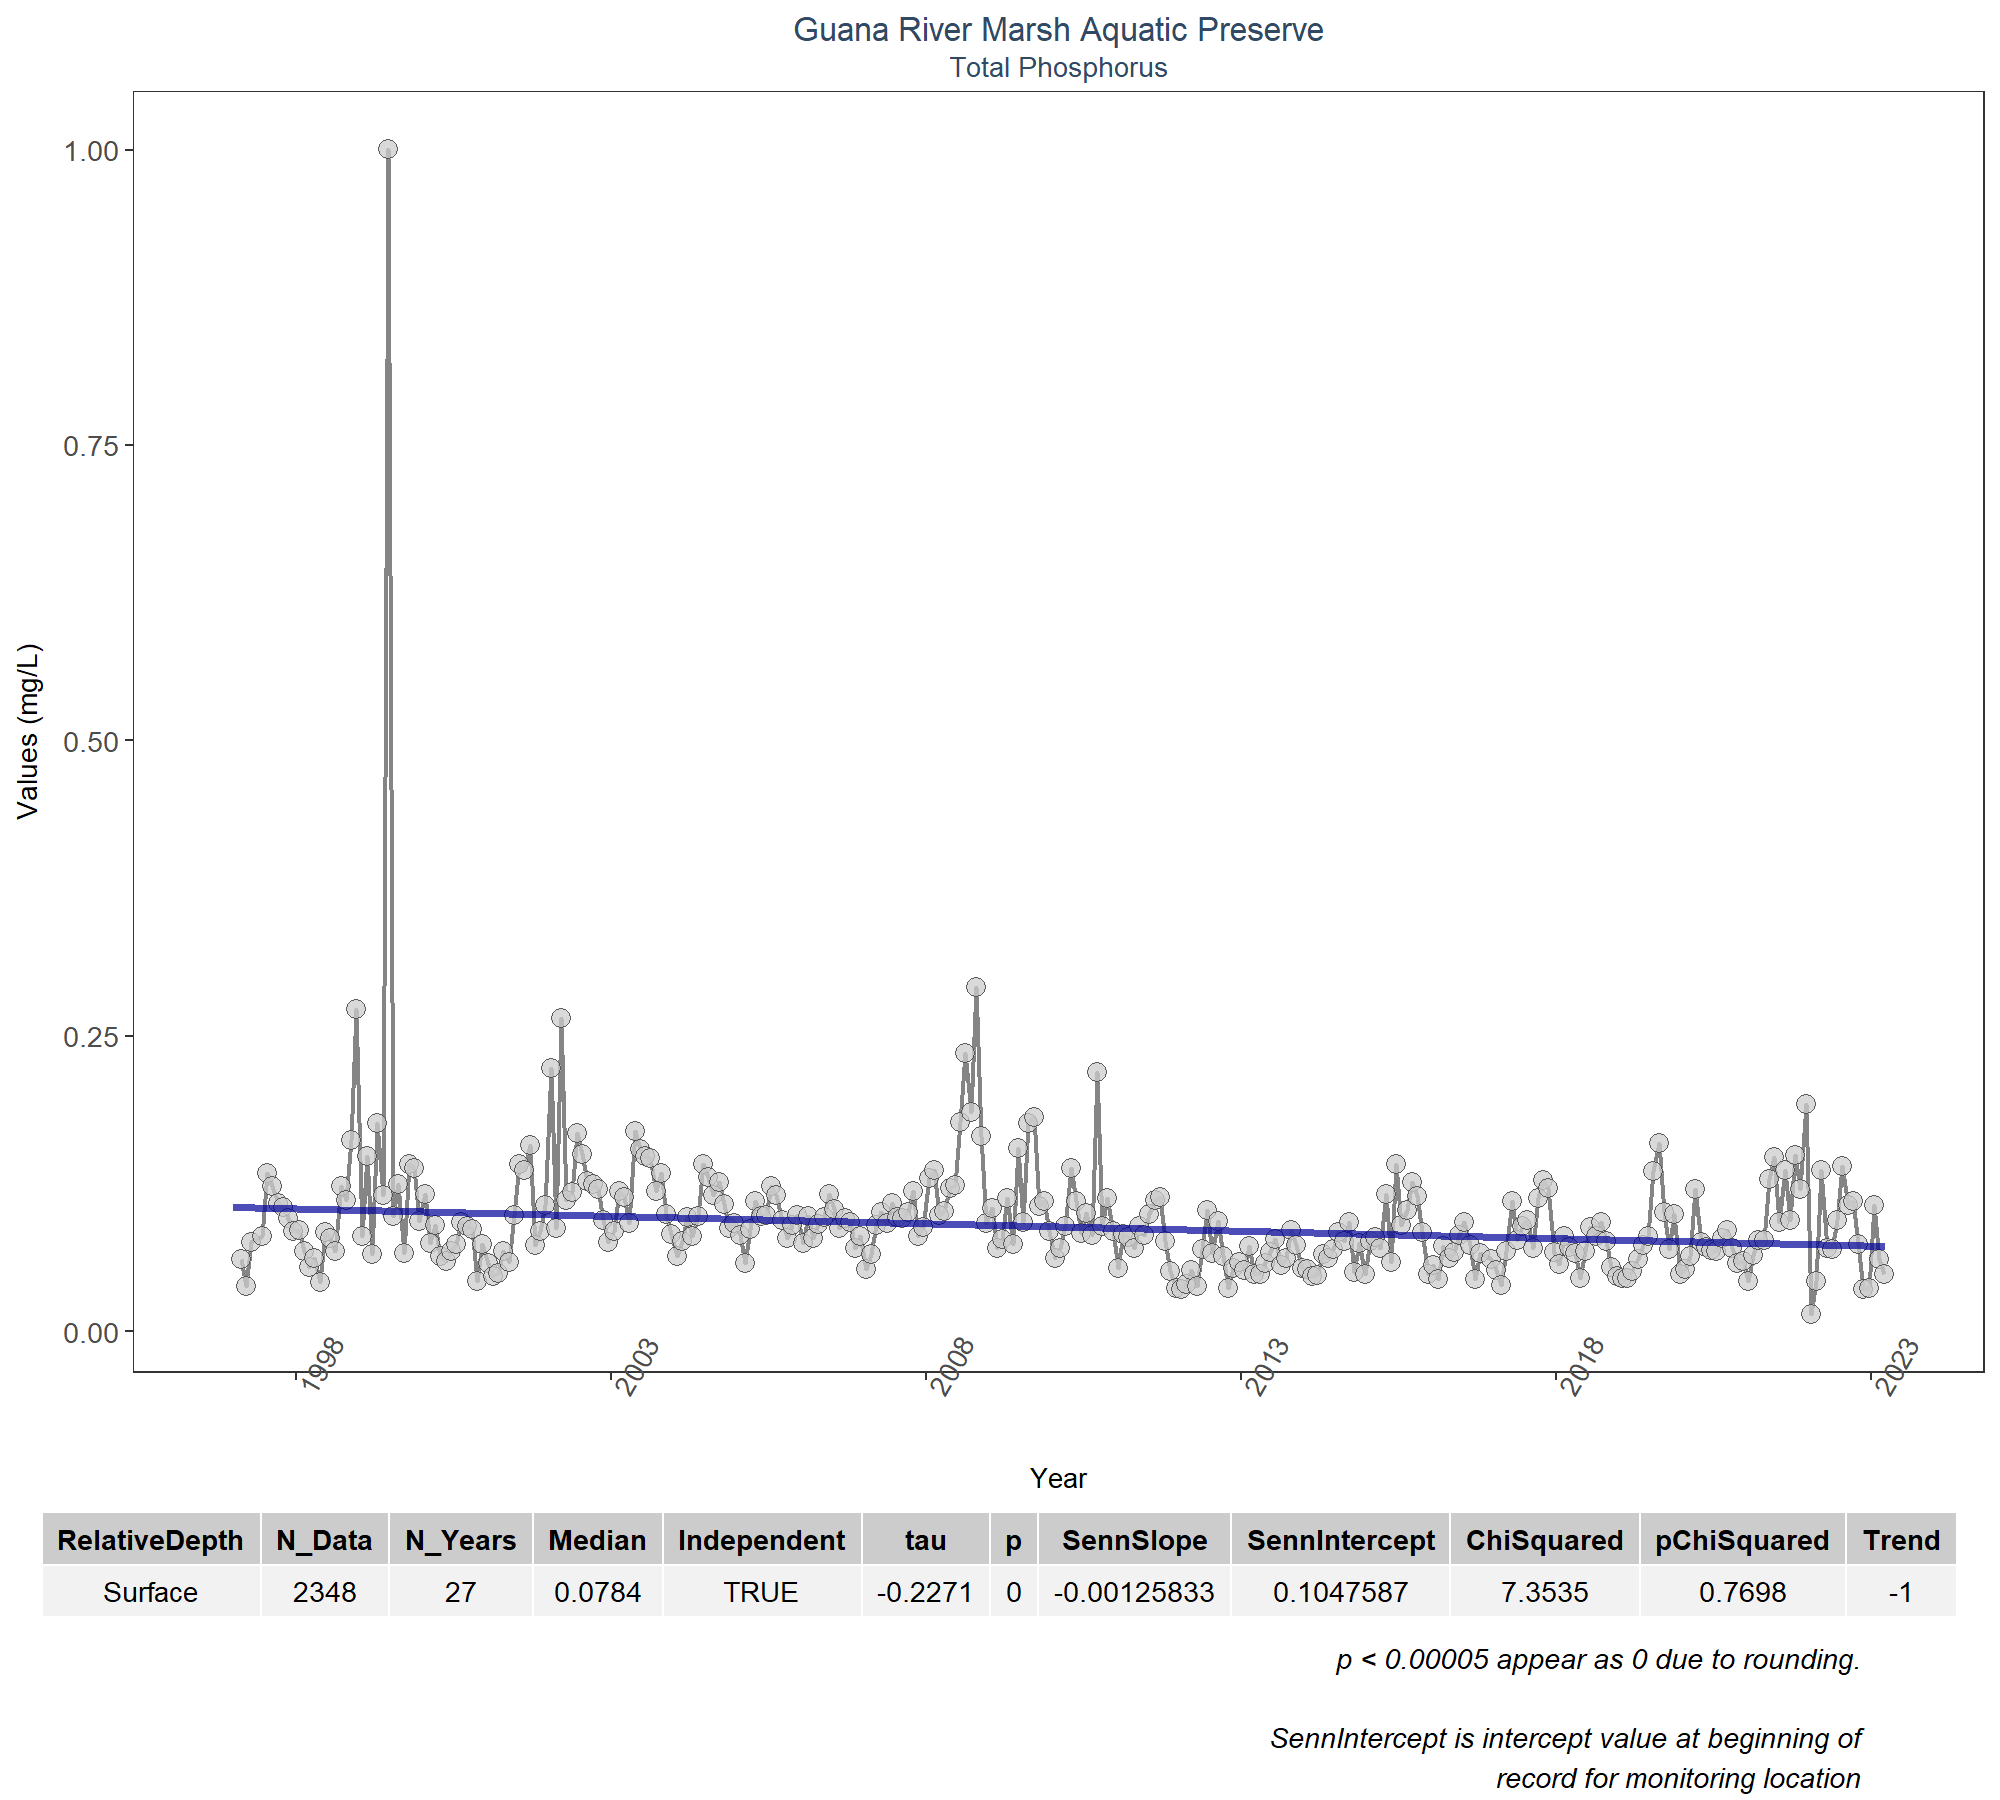 Guana River Marsh Aquatic Preserve
Total Phosphorus
1.00
0.75
0.50
0.25
0.00
Values (mg/L)
1998 2003 2008 2013 2018 2023
Year
RelativeDepth N_Data N_Years Median Independent tau p SennSlope SennIntercept ChiSquared pChiSquared Trend
Surface 2348 27 0.0784 TRUE -0.2271 0 -0.00125833 0.1047587 7.3535 0.7698 -1
p < 0.00005 appear as 0 due to rounding.
SennIntercept is intercept value at beginning of
record for monitoring location